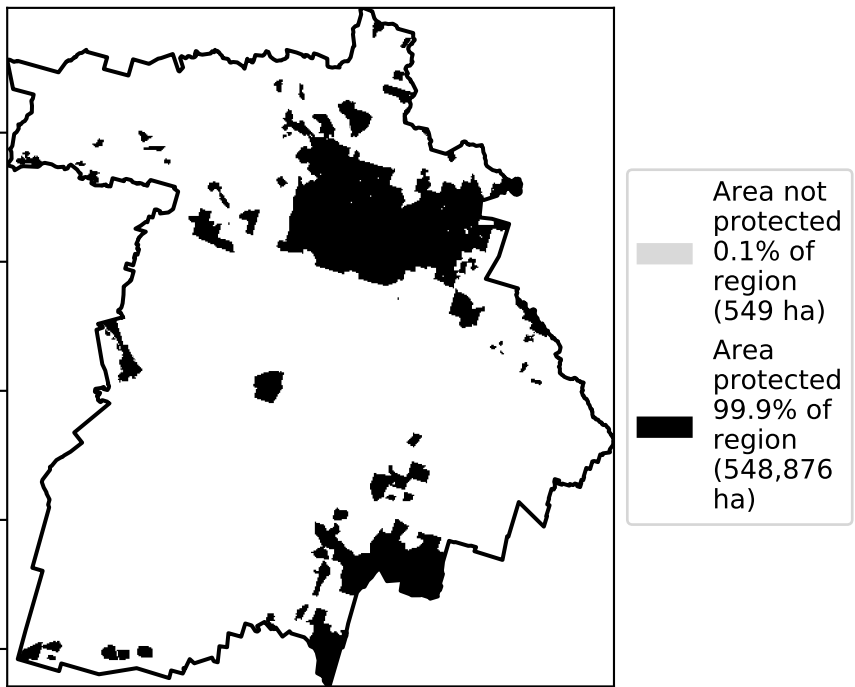 Area not
protected
0.1% of
region
(549 ha)
Area
protected
99.9% of
region
(548,876
ha)